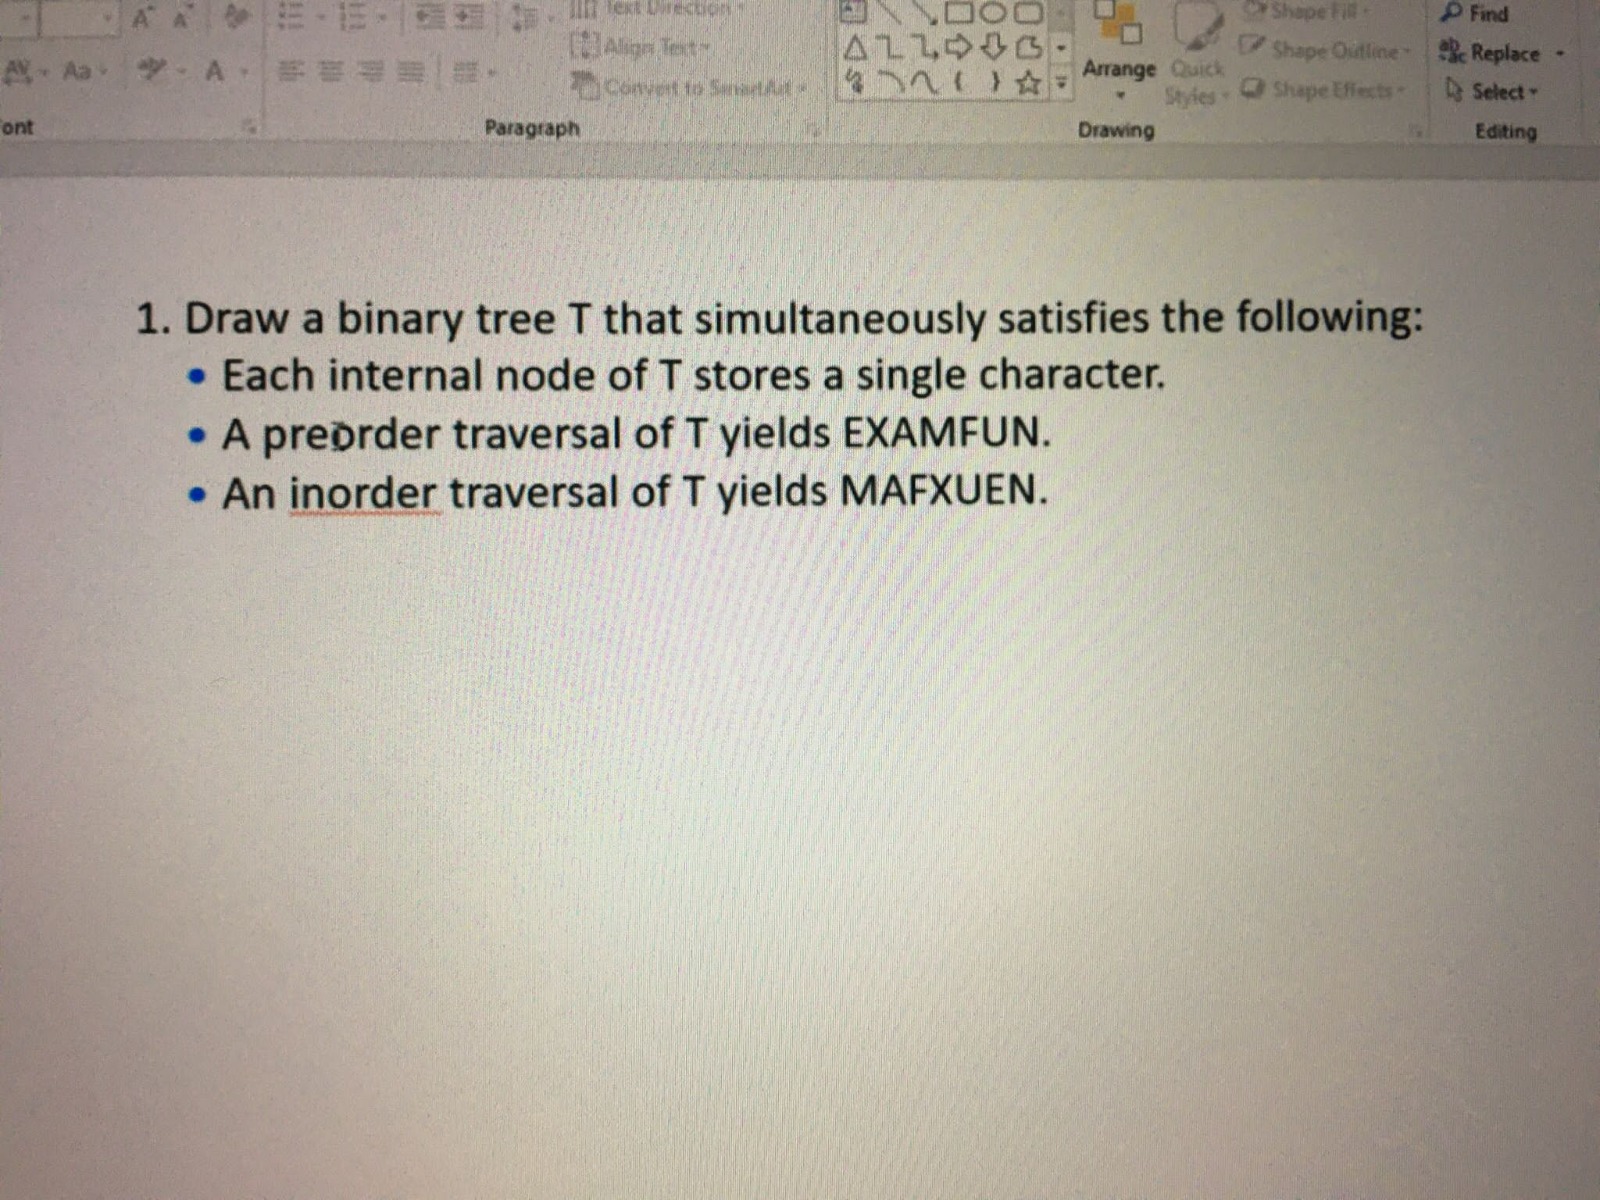 A A Text Direction
AV Aa A Align Text
Convert to SmartArt
Arrange Quick Styles
Shape Fill
Shape Outline
Shape Effects
Find
Replace
Select
ont Paragraph Drawing Editing
1. Draw a binary tree T that simultaneously satisfies the following:
• Each internal node of T stores a single character.
• A preorder traversal of T yields EXAMFUN.
• An inorder traversal of T yields MAFXUEN.